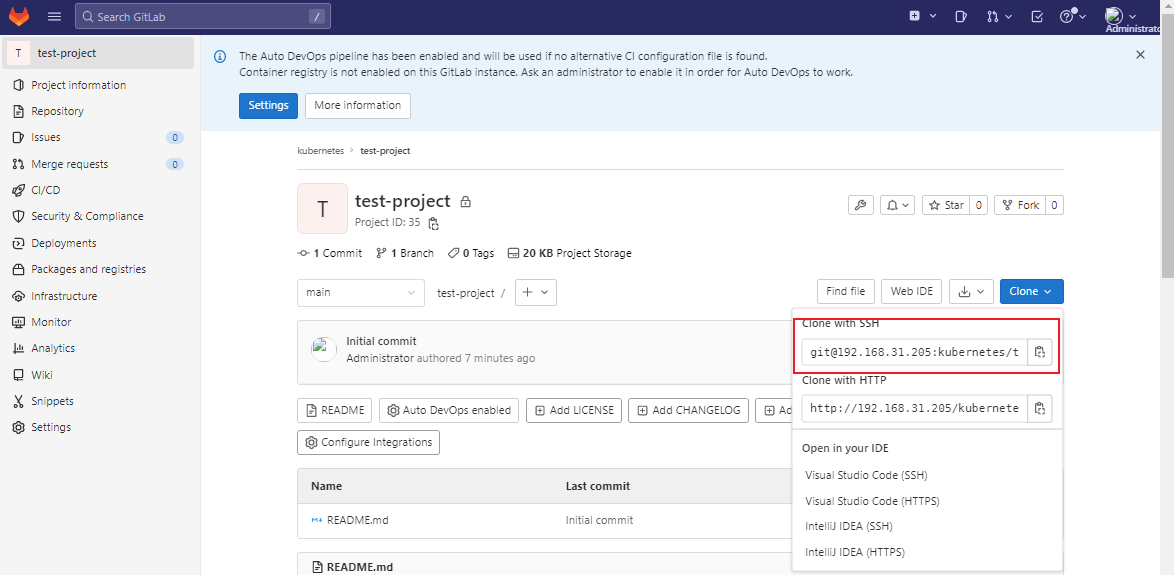 Search GitLab /
Administrato
T test-project
Project information
Repository
Issues 0
Merge requests 0
CI/CD
Security & Compliance
Deployments
Packages and registries
Infrastructure
Monitor
Analytics
Wiki
Snippets
Settings
The Auto DevOps pipeline has been enabled and will be used if no alternative CI configuration file is found.
Container registry is not enabled on this GitLab instance. Ask an administrator to enable it in order for Auto DevOps to work.
Settings More information
kubernetes > test-project
T
test-project
Project ID: 35
Star 0 Fork 0
1 Commit 1 Branch 0 Tags 20 KB Project Storage
main test-project / + Find file Web IDE Clone
Initial commit
Administrator authored 7 minutes ago
README Auto DevOps enabled Add LICENSE Add CHANGELOG Ad
Configure Integrations
Name Last commit
README.md Initial commit
README.md
Clone with SSH
git@192.168.31.205:kubernetes/t
Clone with HTTP
http://192.168.31.205/kubernete
Open in your IDE
Visual Studio Code (SSH)
Visual Studio Code (HTTPS)
IntelliJ IDEA (SSH)
IntelliJ IDEA (HTTPS)